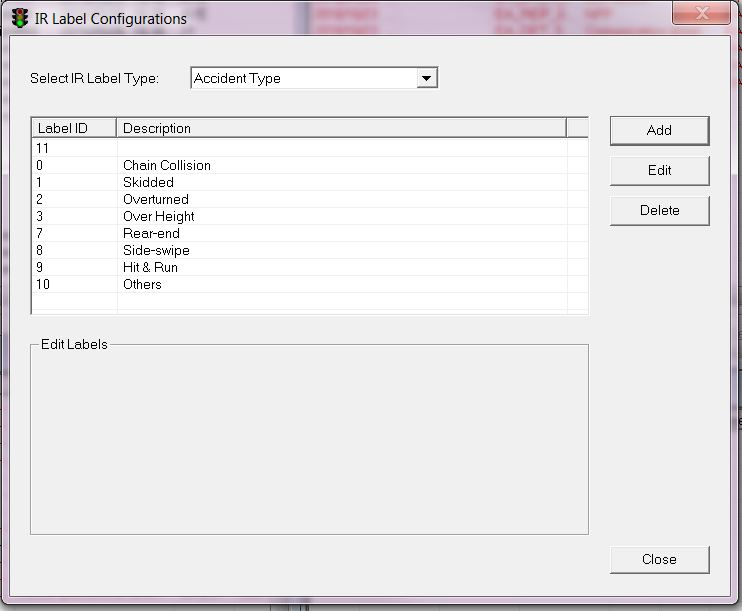 IR Label Configurations
Select IR Label Type: Accident Type
Label ID Description
11
0 Chain Collision
1 Skidded
2 Overturned
3 Over Height
7 Rear-end
8 Side-swipe
9 Hit & Run
10 Others
Add
Edit
Delete
Edit Labels
Close